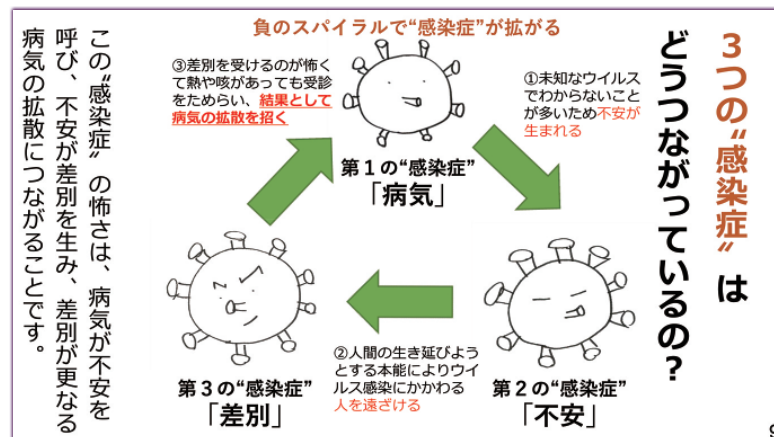 3つの“感染症”は
どうつながっているの?
負のスパイラルで“感染症”が拡がる
①未知なウイルス
でわからないこと
が多いため不安が
生まれる
第1の“感染症”
「病気」
第2の“感染症”
「不安」
②人間の生き延びよう
とする本能によりウイ
ルス感染にかかわる
人を遠ざける
第3の“感染症”
「差別」
③差別を受けるのが怖く
て熱や咳があっても受診
をためらい、結果として
病気の拡散を招く
この“感染症”の怖さは、病気が不安を
呼び、不安が差別を生み、差別が更なる
病気の拡散につながることです。